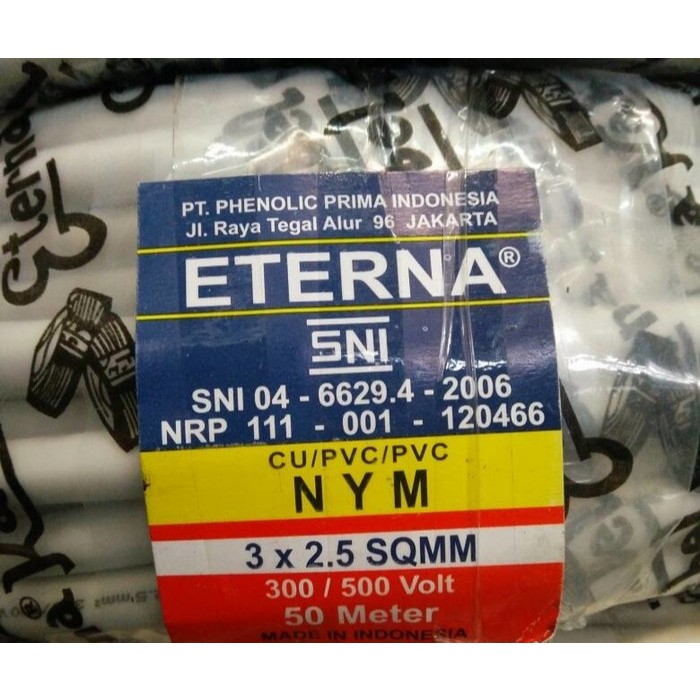 PT. PHENOLIC PRIMA INDONESIA
Jl. Raya Tegal Alur 96 JAKARTA
ETERNA®
SNI
SNI 04 - 6629.4 - 2006
NRP 111 - 001 - 120466
CU/PVC/PVC
NYM
3 x 2.5 SQMM
300 / 500 Volt
50 Meter
MADE IN INDONESIA
Eterna